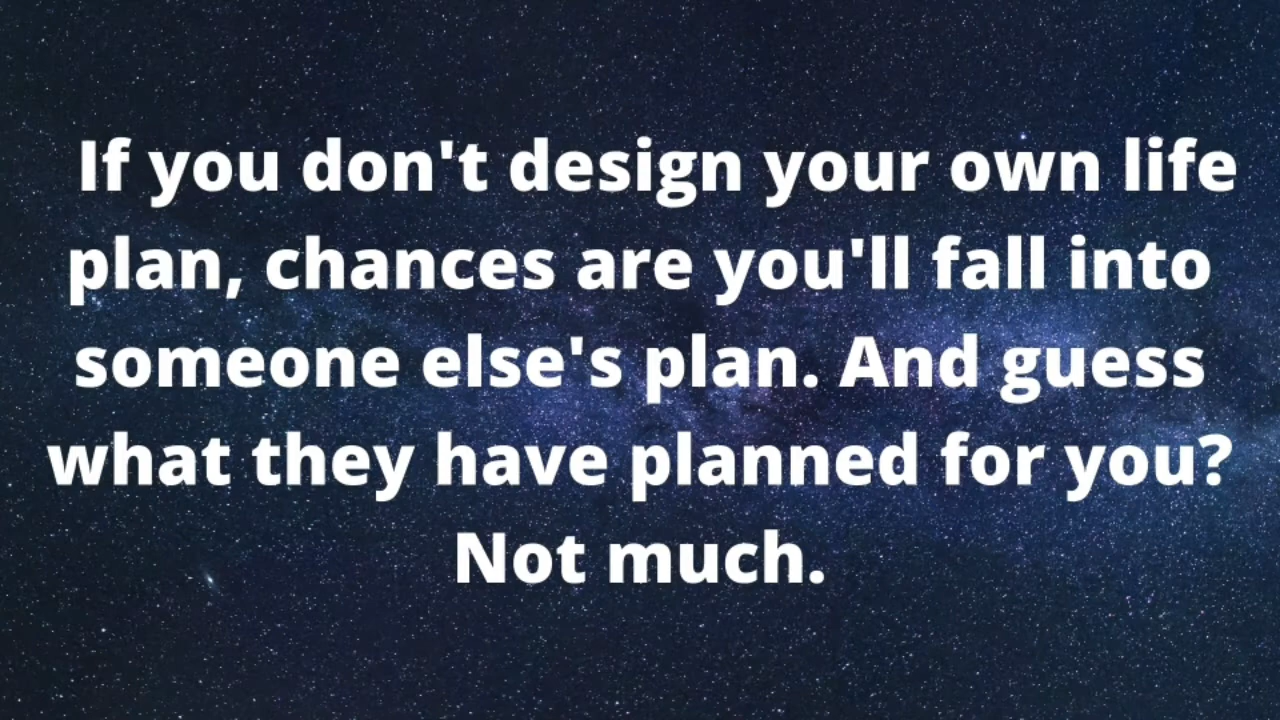 If you don't design your own life
plan, chances are you'll fall into
someone else's plan. And guess
what they have planned for you?
Not much.